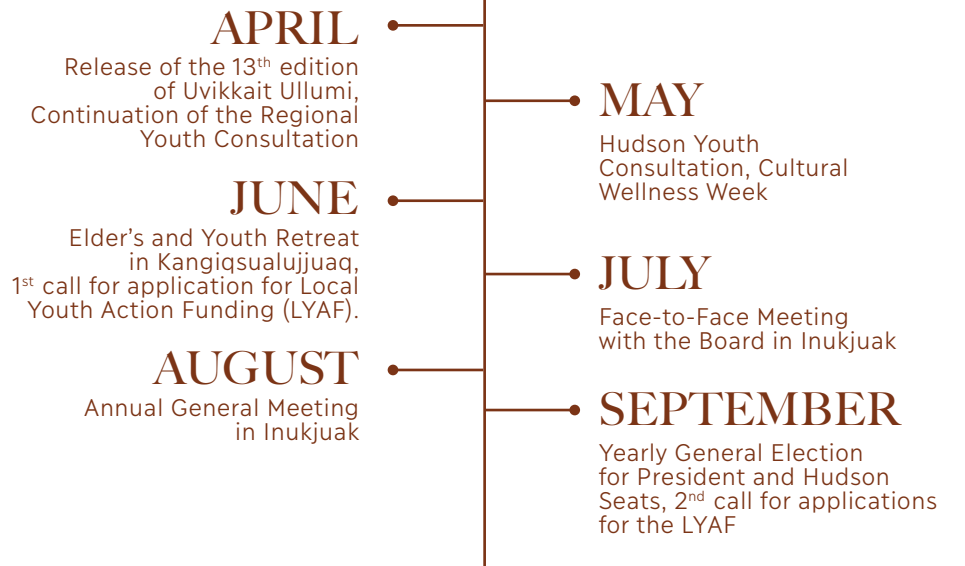 APRIL
Release of the 13th edition
of Uvikkait Ullumi,
Continuation of the Regional
Youth Consultation
MAY
Hudson Youth
Consultation, Cultural
Wellness Week
JUNE
Elder’s and Youth Retreat
in Kangiqsualujjuaq,
1st call for application for Local
Youth Action Funding (LYAF).
JULY
Face-to-Face Meeting
with the Board in Inukjuak
AUGUST
Annual General Meeting
in Inukjuak
SEPTEMBER
Yearly General Election
for President and Hudson
Seats, 2nd call for applications
for the LYAF